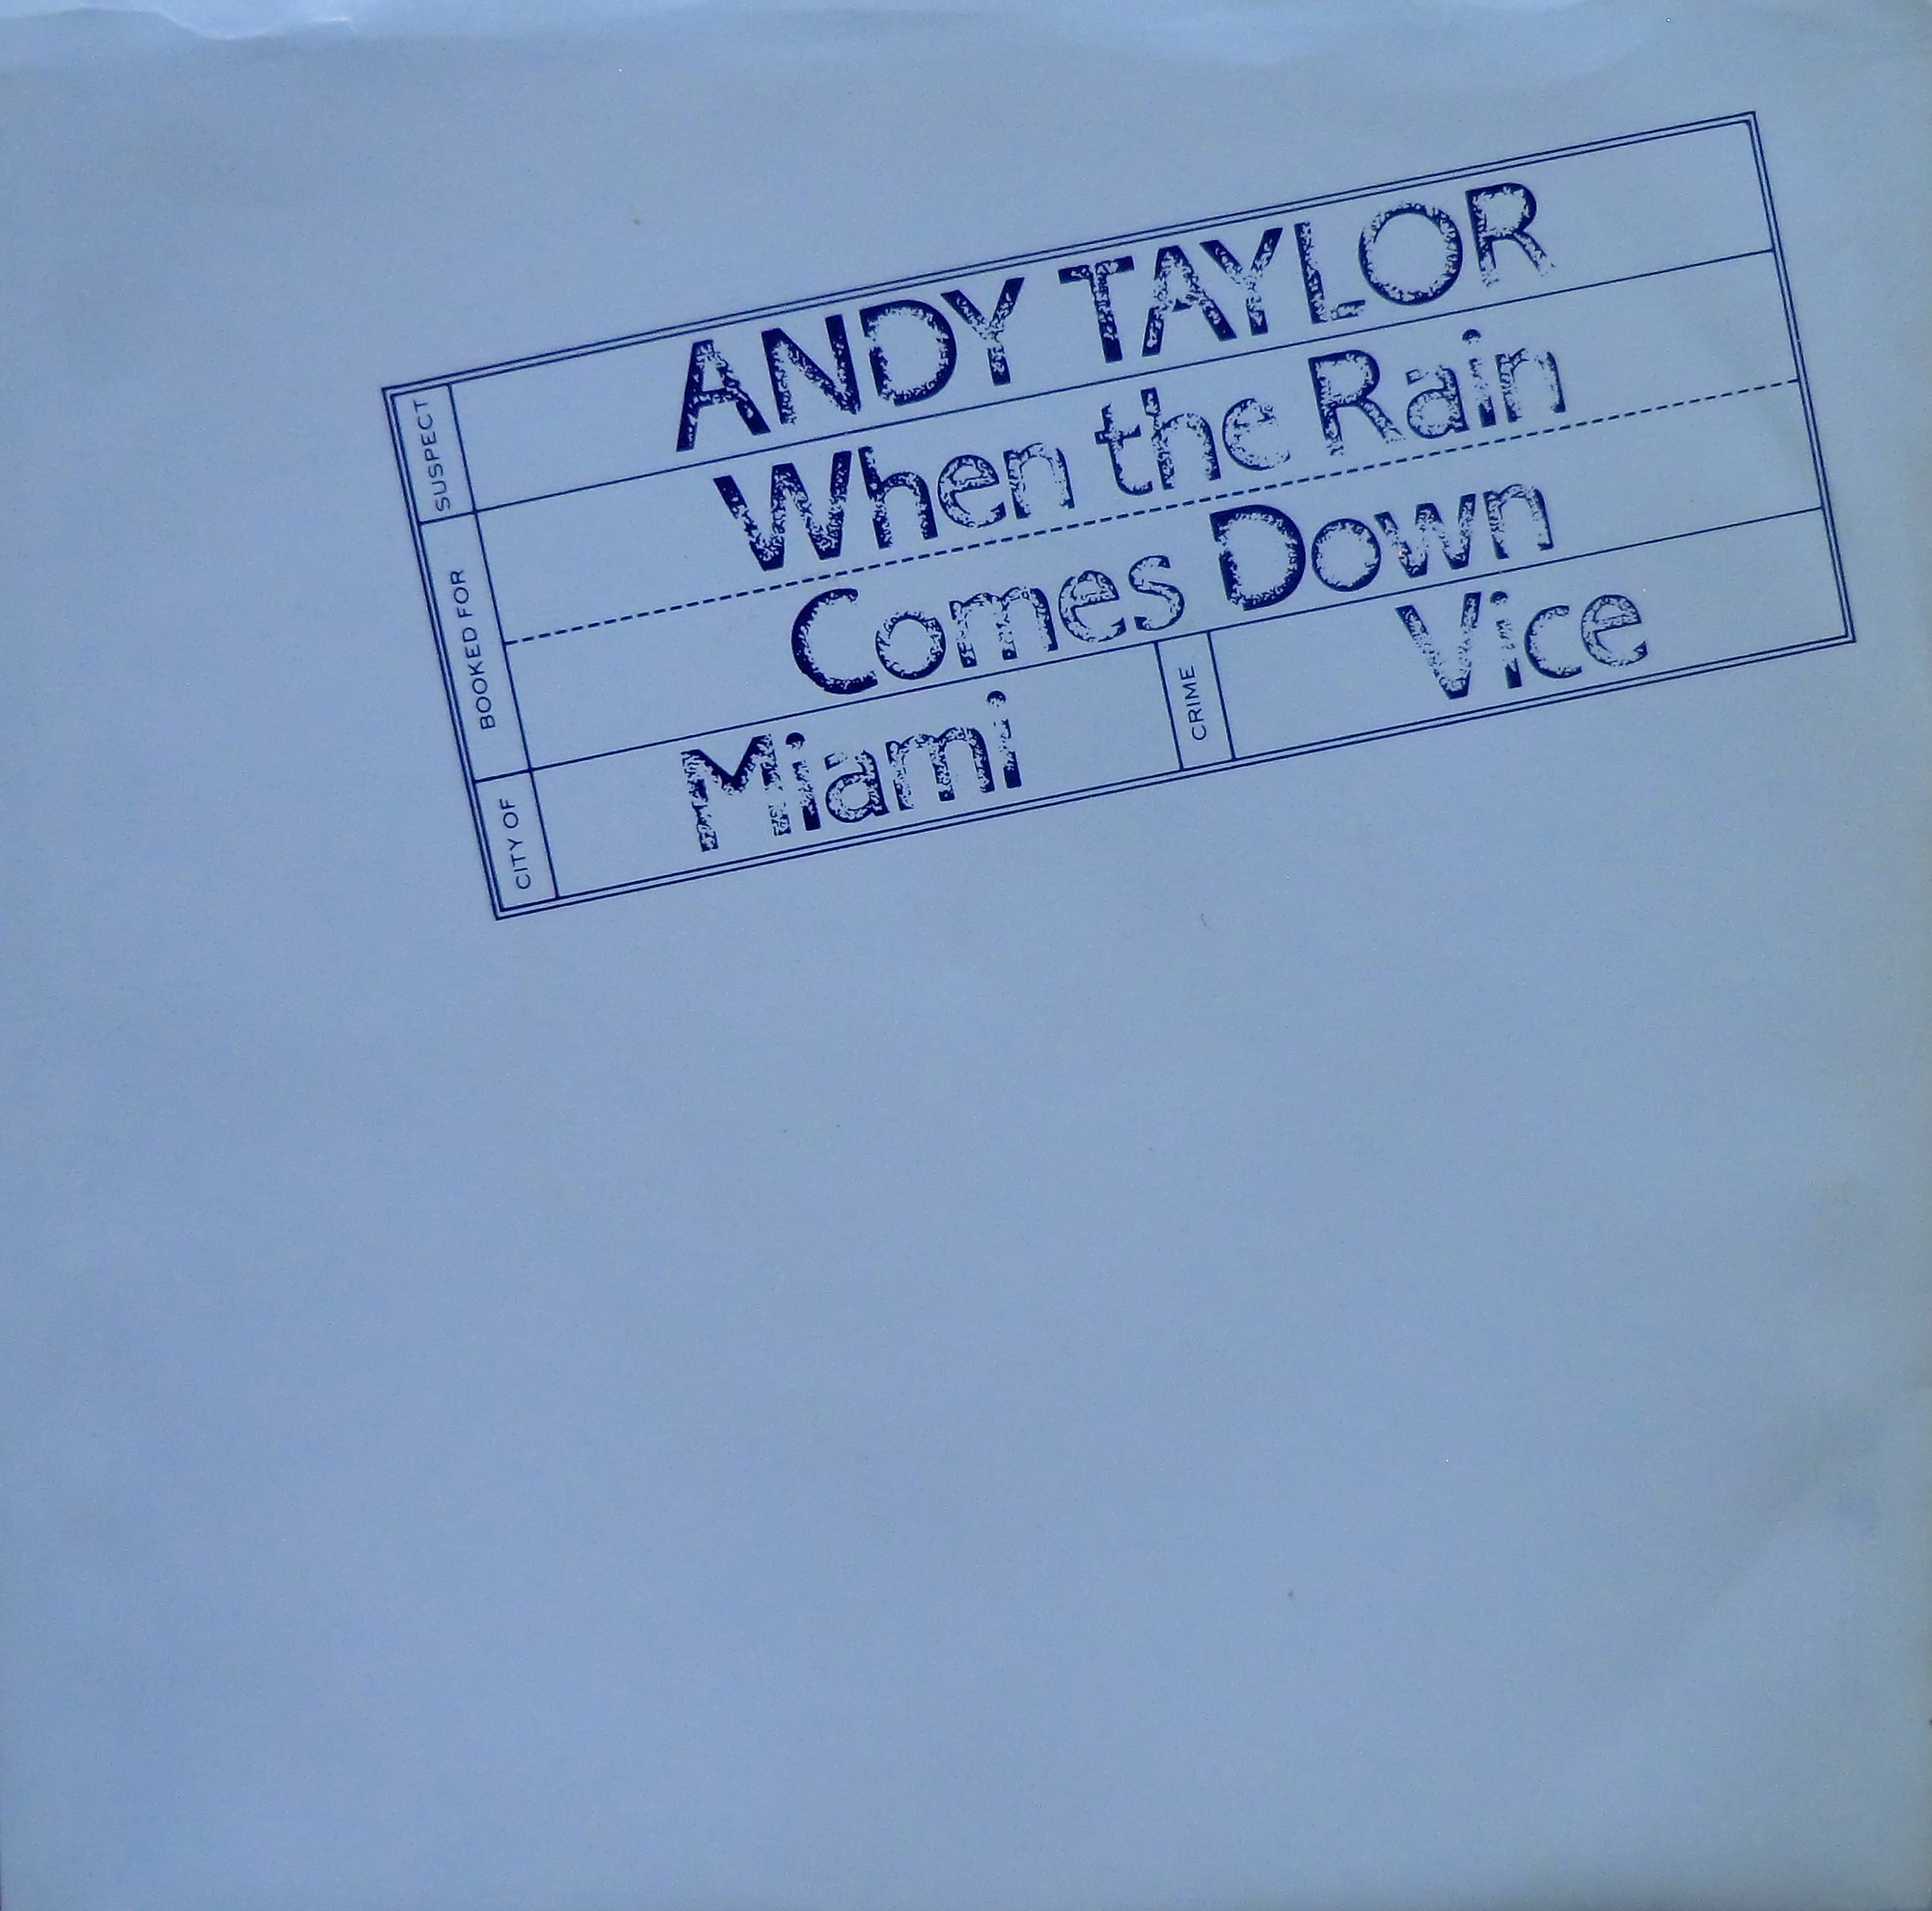 SUSPECT
ANDY TAYLOR
BOOKED FOR
When the Rain
Comes Down
CITY OF
Miami
CRIME
Vice